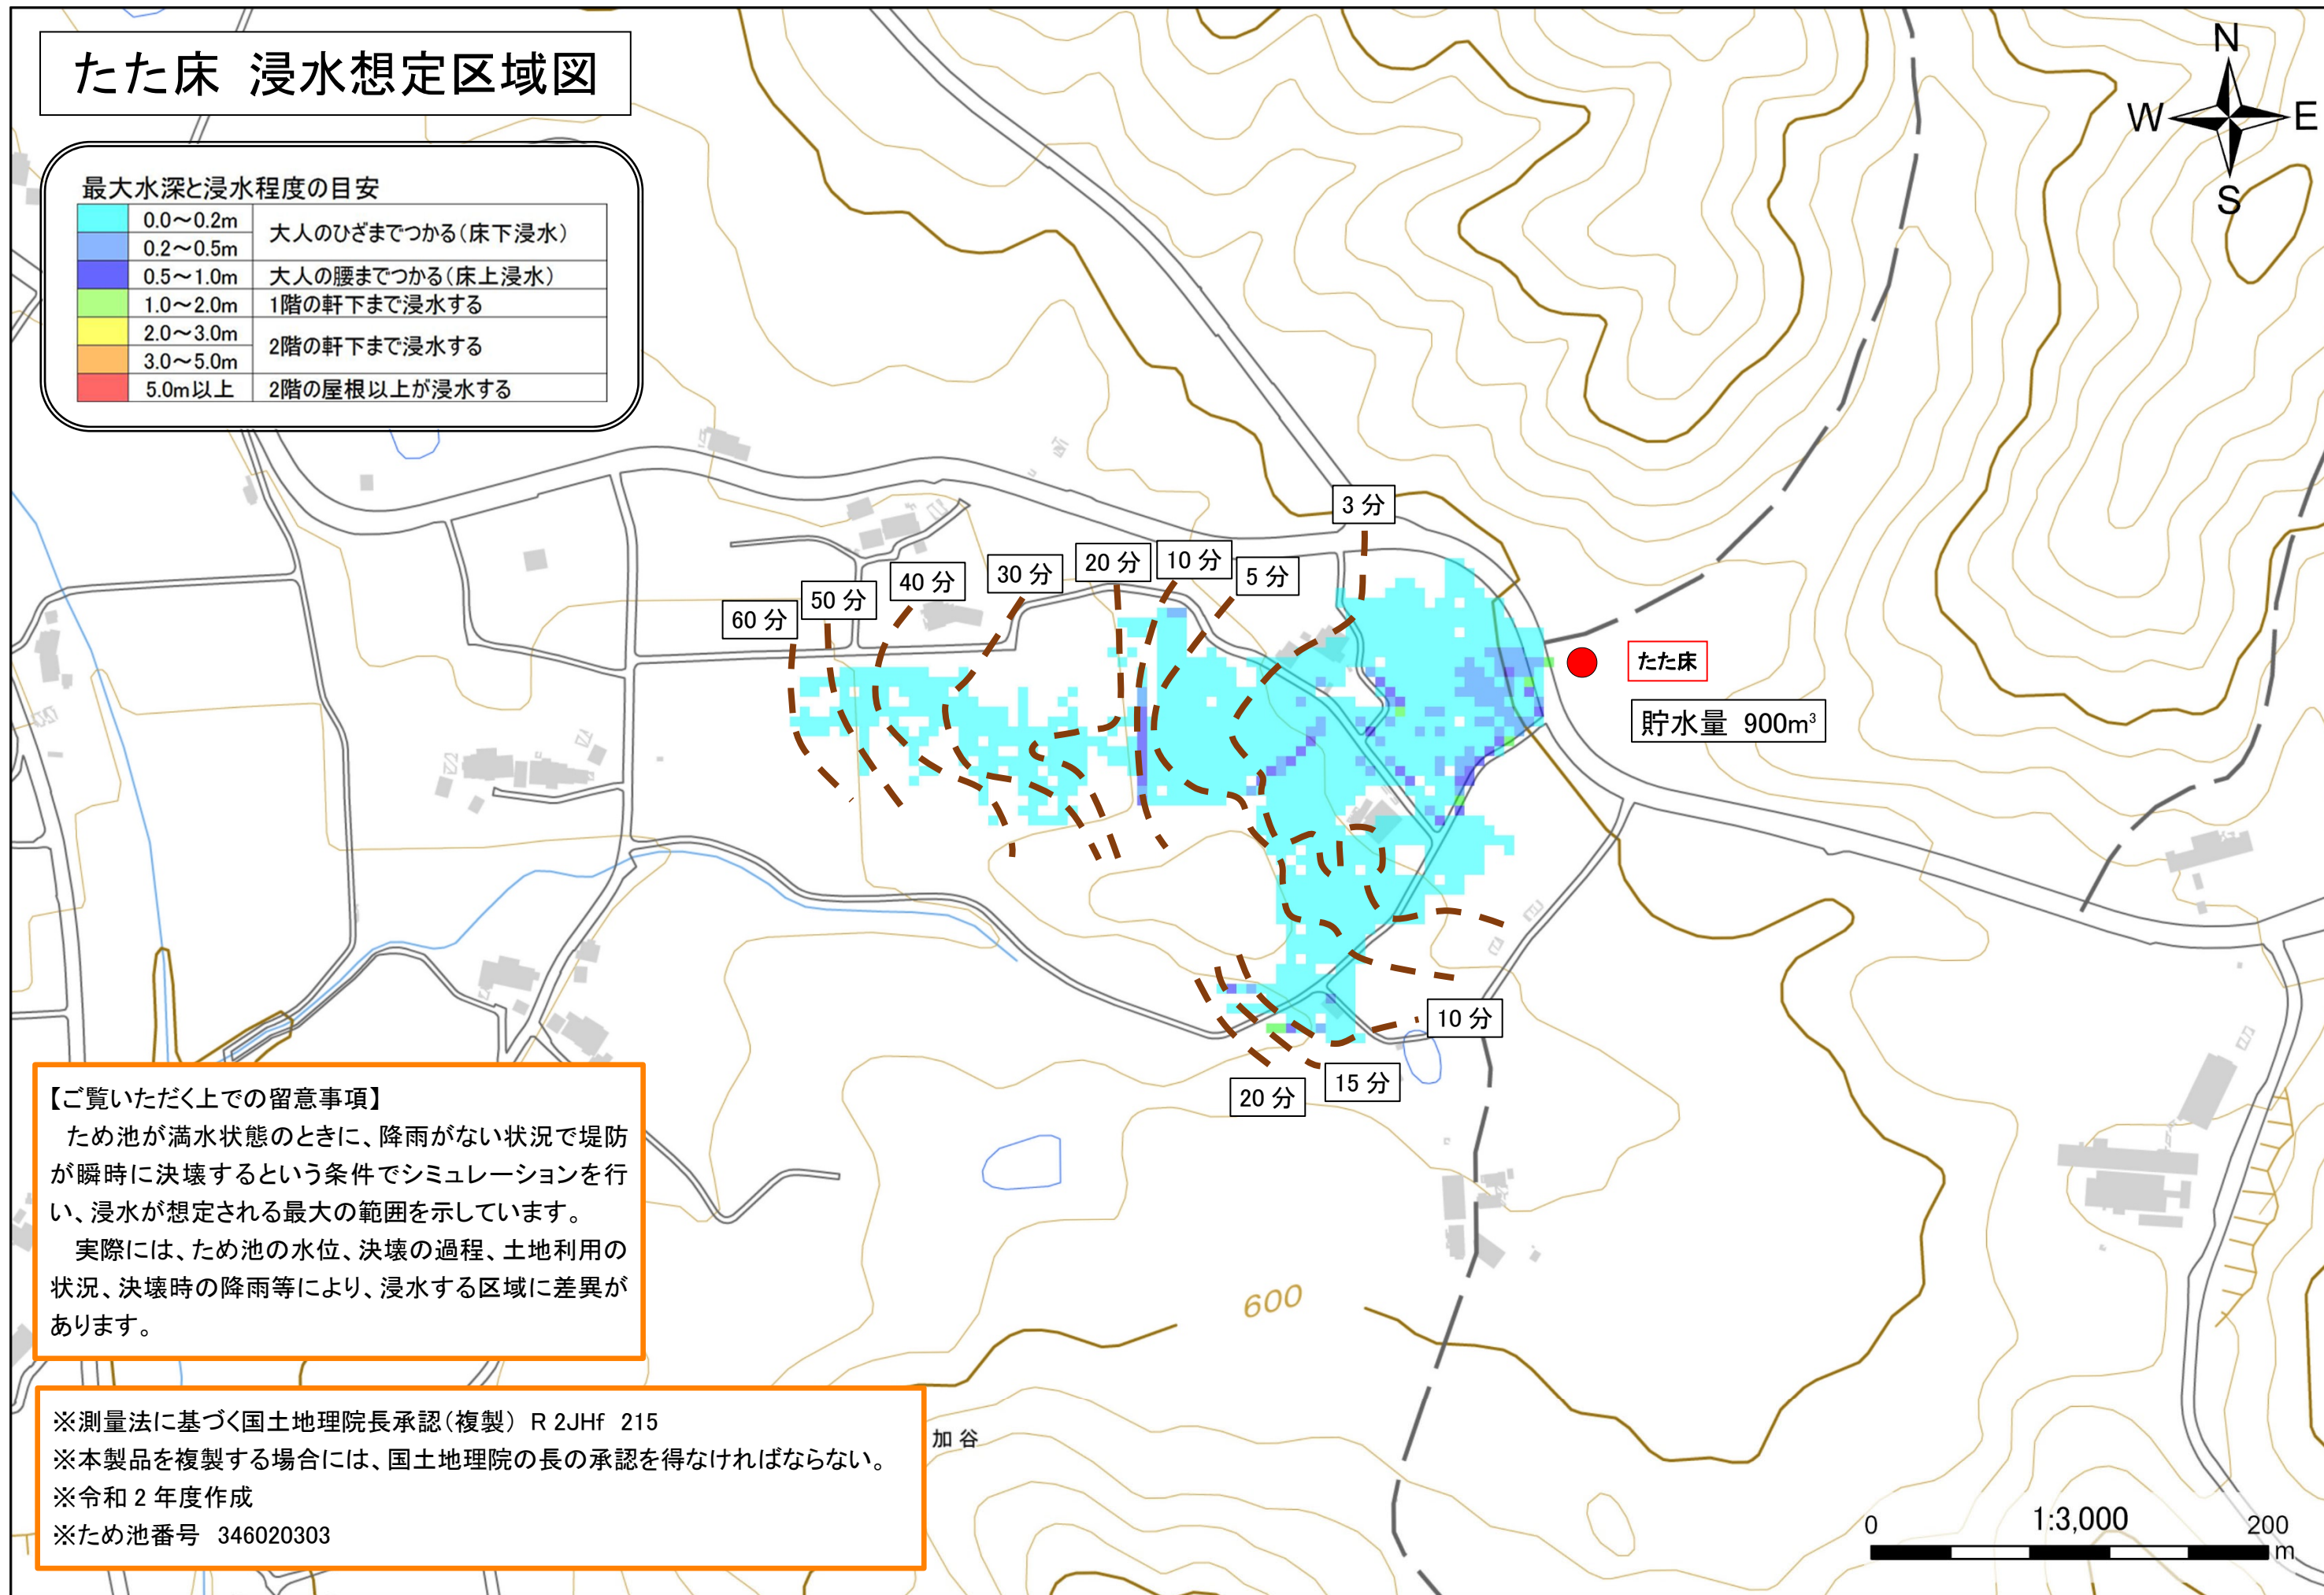 たた床 浸水想定区域図
N
W E
S
最大水深と浸水程度の目安
0.0～0.2m 大人のひざまでつかる（床下浸水）
0.2～0.5m
0.5～1.0m 大人の腰までつかる（床上浸水）
1.0～2.0m 1階の軒下まで浸水する
2.0～3.0m 2階の軒下まで浸水する
3.0～5.0m
5.0m以上 2階の屋根以上が浸水する
3 分
5 分
10 分
20 分
30 分
40 分
50 分
60 分
たた床
貯水量 900m³
10 分
15 分
20 分
【ご覧いただく上での留意事項】
ため池が満水状態のときに、降雨がない状況で堤防
が瞬時に決壊するという条件でシミュレーションを行
い、浸水が想定される最大の範囲を示しています。
実際には、ため池の水位、決壊の過程、土地利用の
状況、決壊時の降雨等により、浸水する区域に差異が
あります。
600
※測量法に基づく国土地理院長承認（複製） R 2JHf 215
※本製品を複製する場合には、国土地理院の長の承認を得なければならない。
※令和 2 年度作成
※ため池番号 346020303
加谷
0 1:3,000 200
m